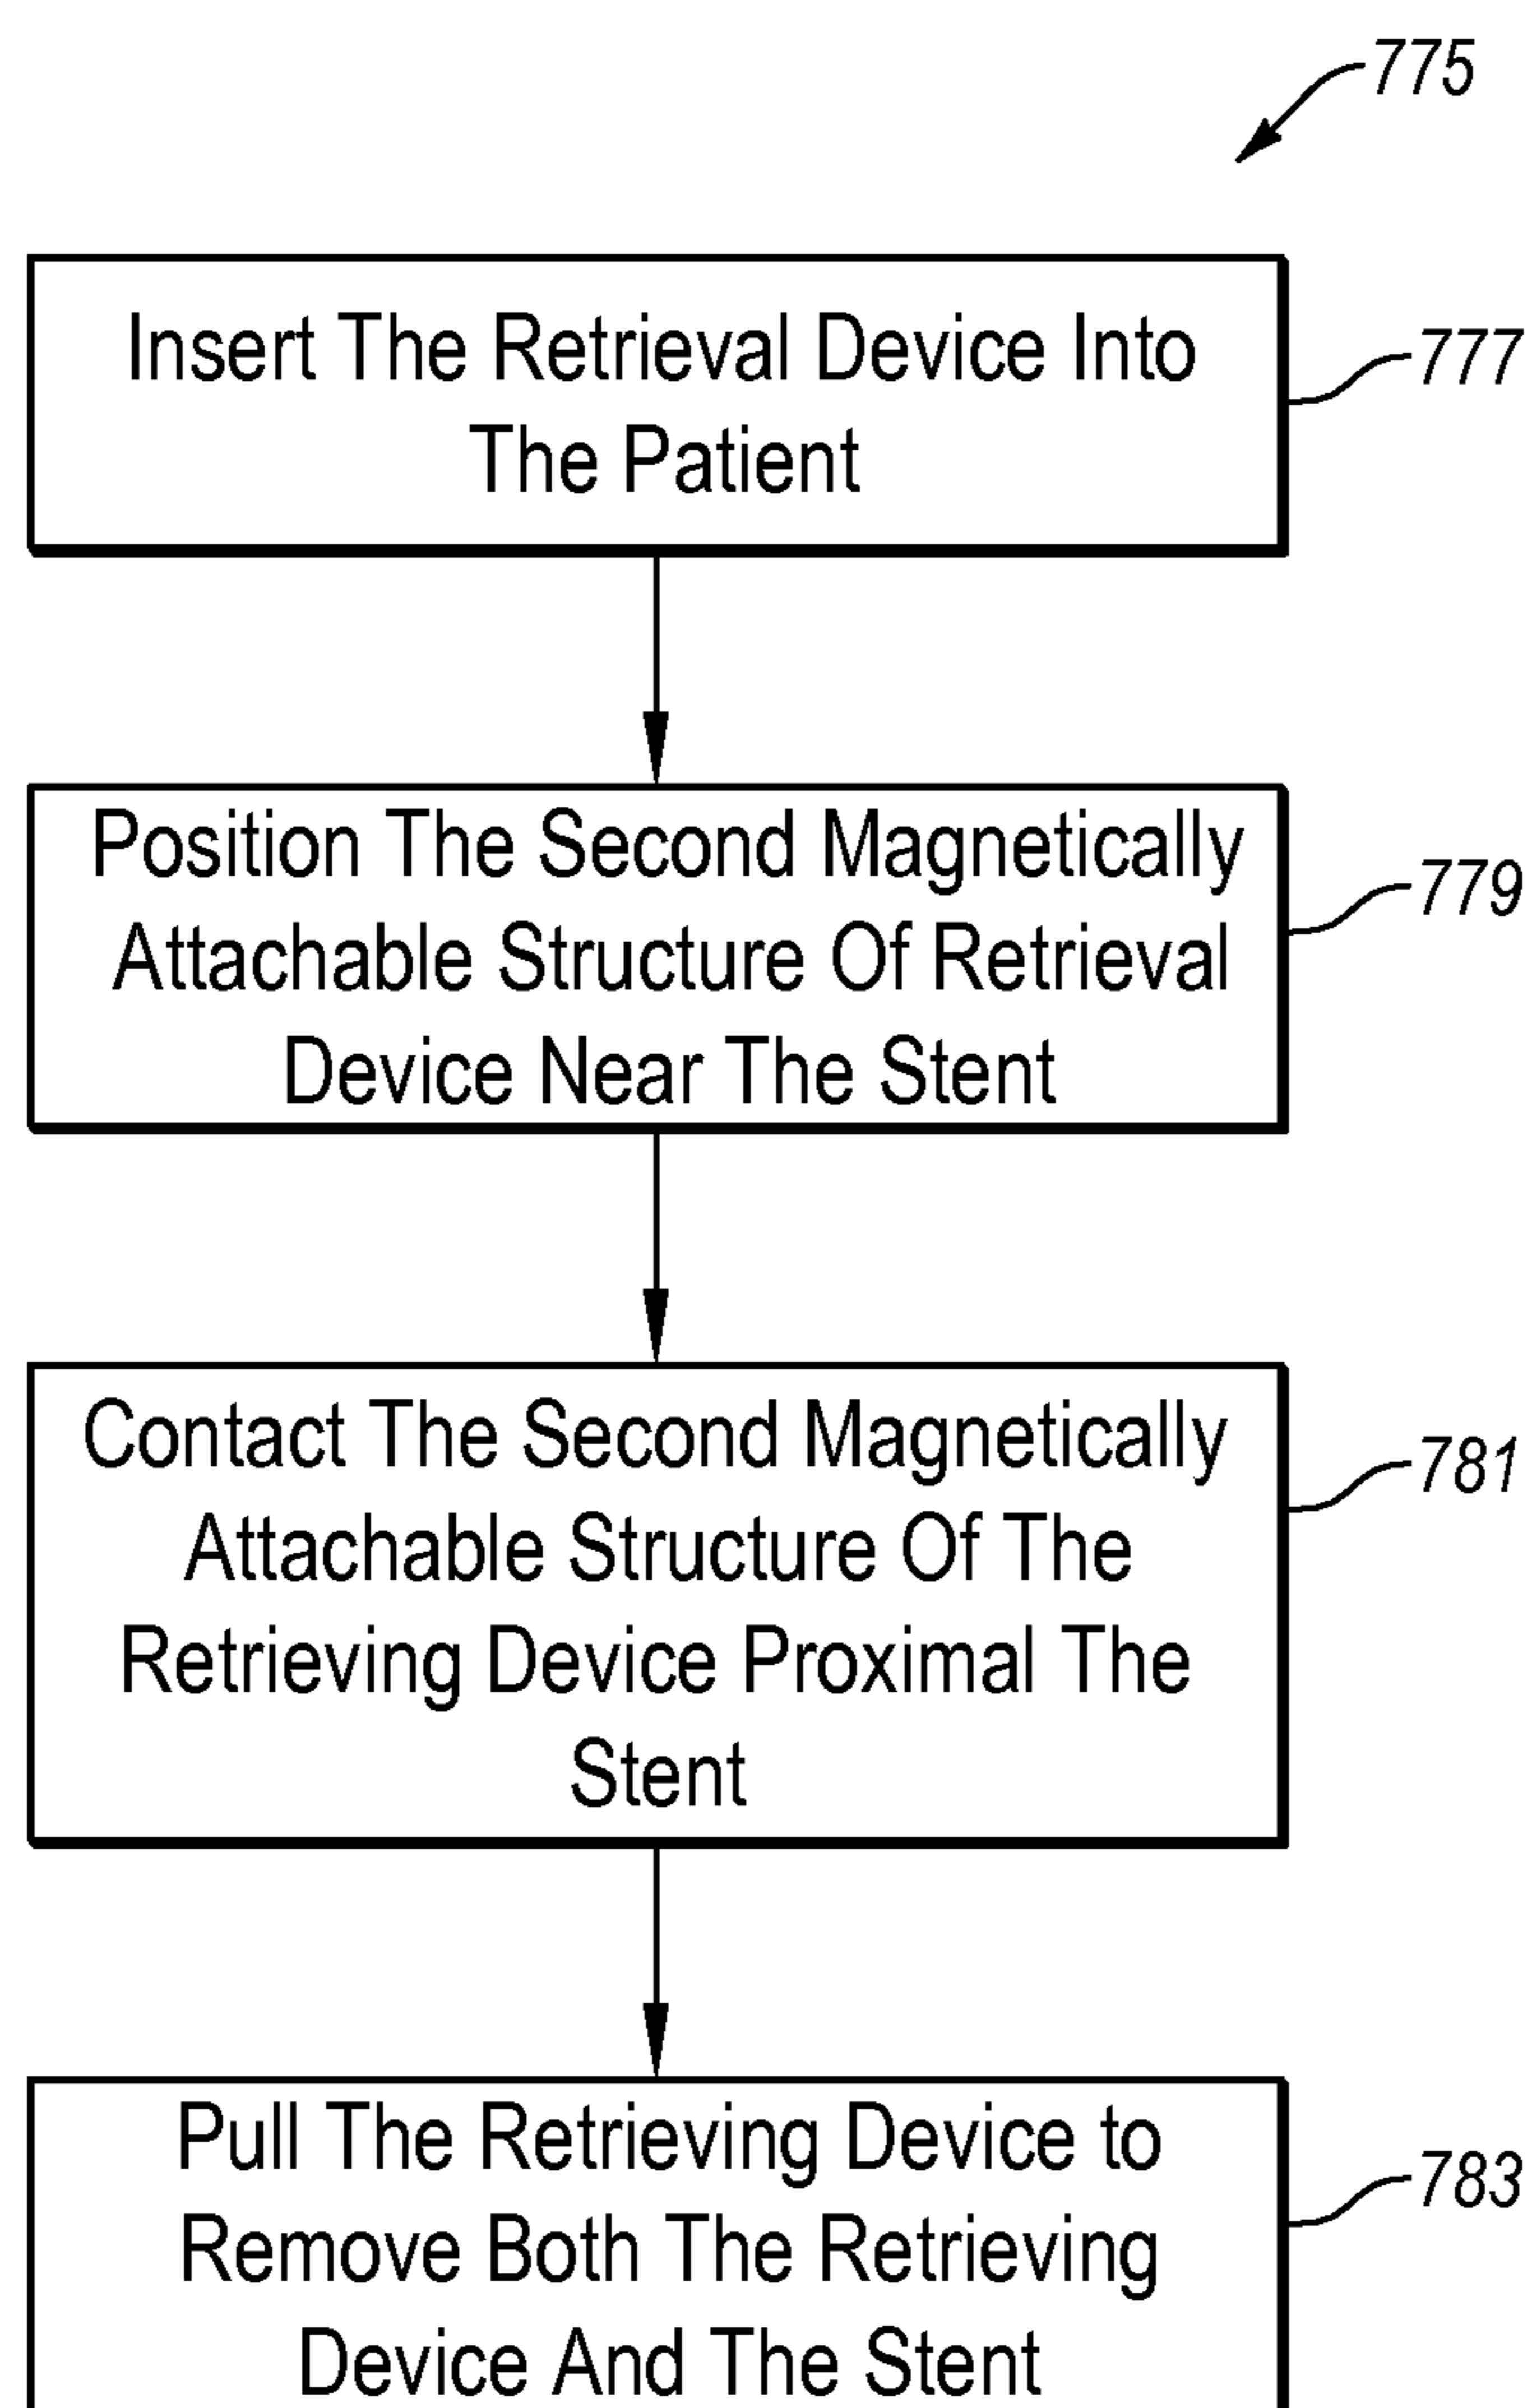 775
Insert The Retrieval Device Into
The Patient
777
Position The Second Magnetically
Attachable Structure Of Retrieval
Device Near The Stent
779
Contact The Second Magnetically
Attachable Structure Of The
Retrieving Device Proximal The
Stent
781
Pull The Retrieving Device to
Remove Both The Retrieving
Device And The Stent
783